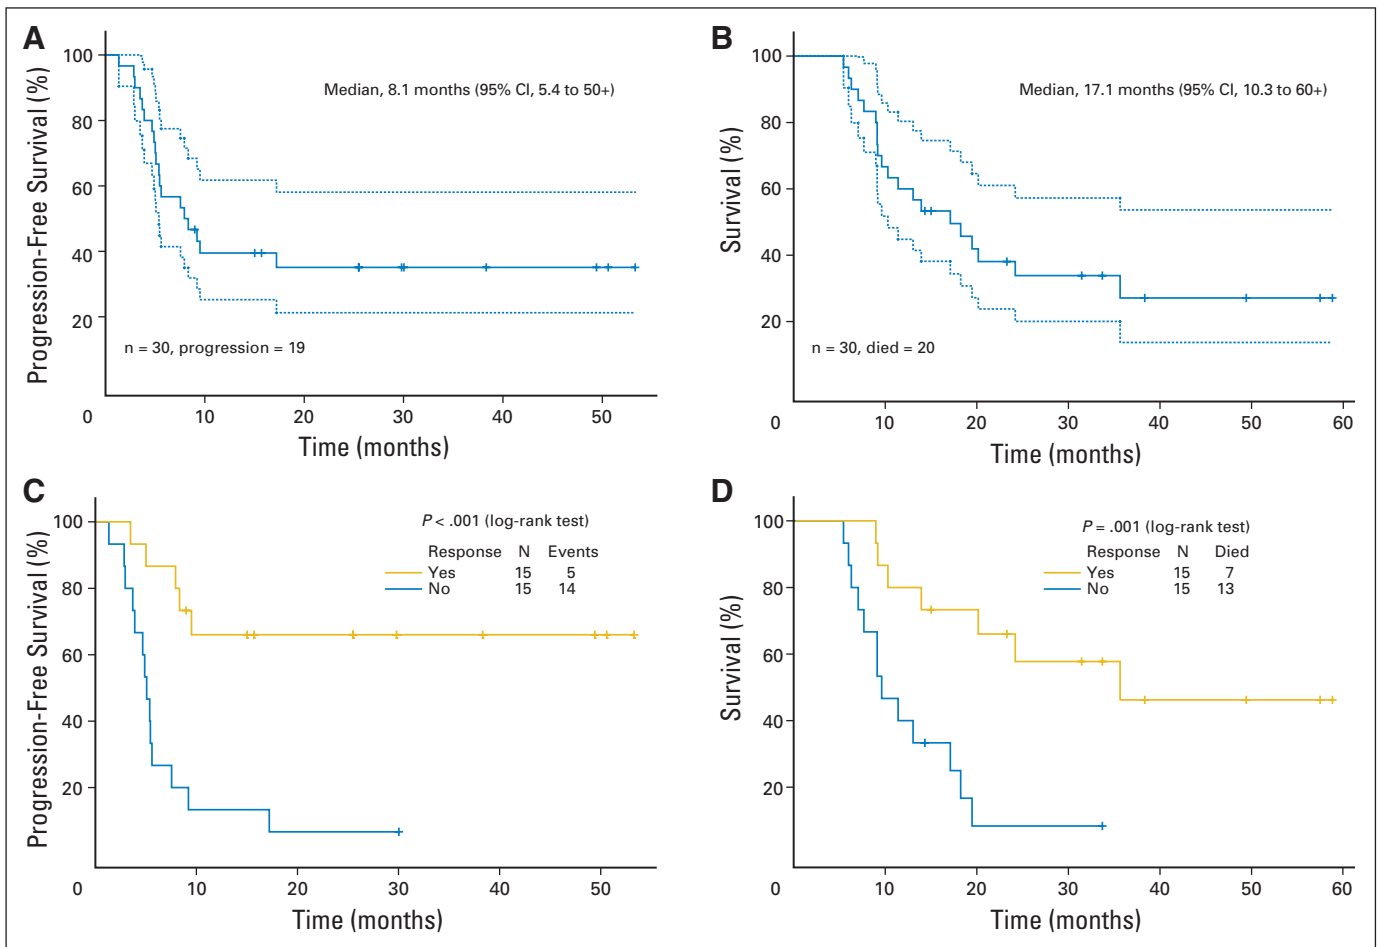 A
Progression-Free Survival (%)
100
80
60
40
20
0
Median, 8.1 months (95% CI, 5.4 to 50+)
n = 30, progression = 19
10 20 30 40 50
Time (months)
B
Survival (%)
100
80
60
40
20
0
Median, 17.1 months (95% CI, 10.3 to 60+)
n = 30, died = 20
10 20 30 40 50 60
Time (months)
C
Progression-Free Survival (%)
100
80
60
40
20
0
P < .001 (log-rank test)
Response N Events
Yes 15 5
No 15 14
10 20 30 40 50
Time (months)
D
Survival (%)
100
80
60
40
20
0
P = .001 (log-rank test)
Response N Died
Yes 15 7
No 15 13
10 20 30 40 50 60
Time (months)